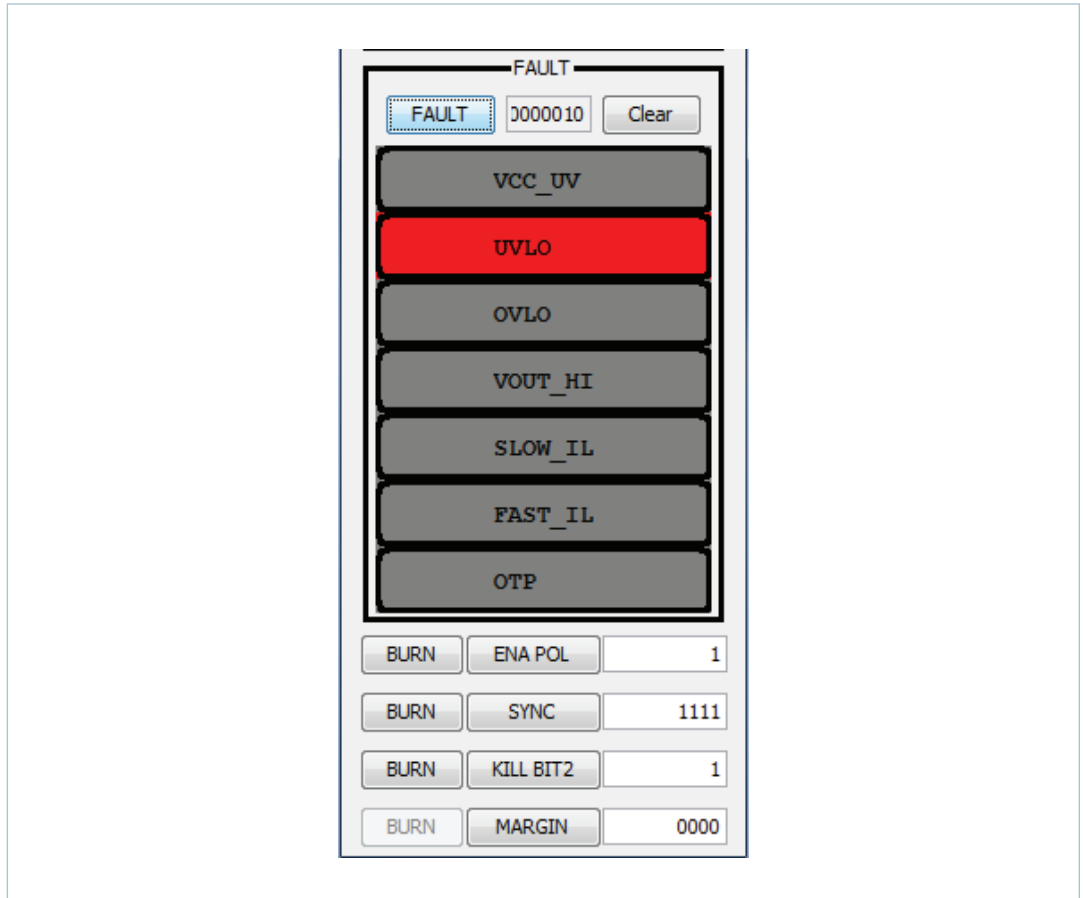 FAULT
FAULT 0000010 Clear
VCC_UV
UVLO
OVLO
VOUT_HI
SLOW_IL
FAST_IL
OTP
BURN ENA POL 1
BURN SYNC 1111
BURN KILL BIT2 1
BURN MARGIN 0000